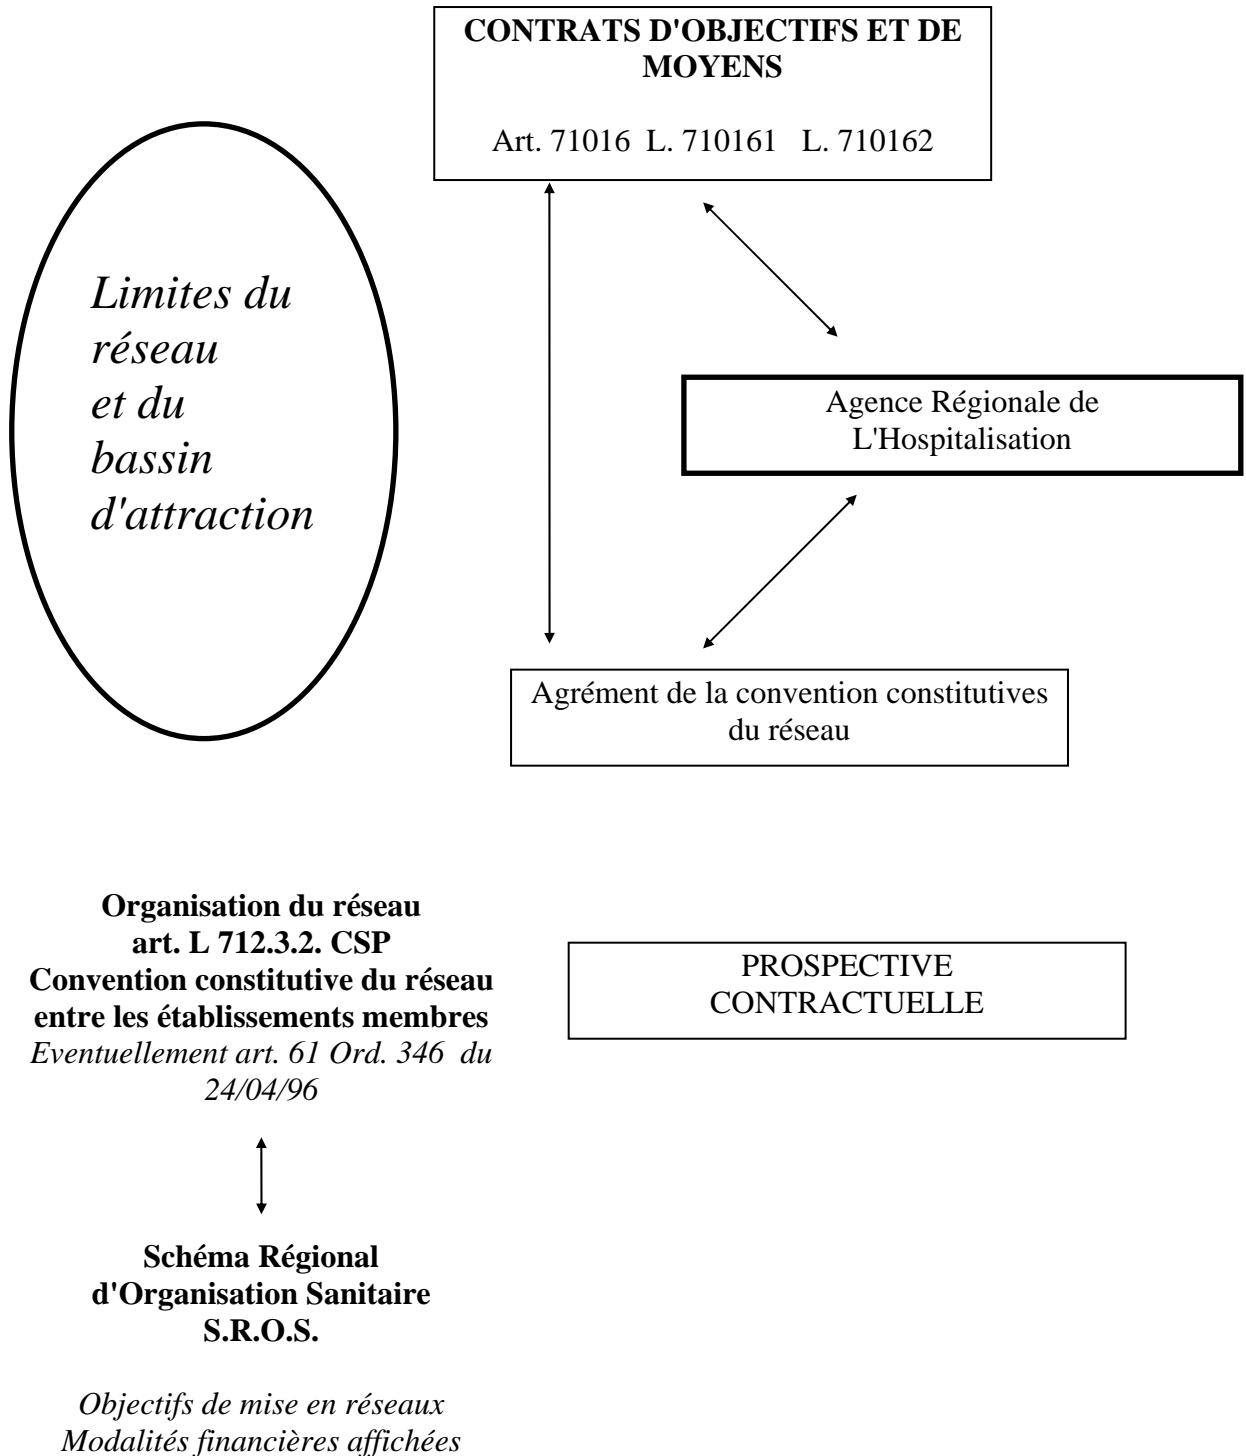 CONTRATS D'OBJECTIFS ET DE
MOYENS
Art. 71016 L. 710161 L. 710162
Limites du
réseau
et du
bassin
d'attraction
Agence Régionale de
L'Hospitalisation
Agrément de la convention constitutives
du réseau
Organisation du réseau
art. L 712.3.2. CSP
Convention constitutive du réseau
entre les établissements membres
Eventuellement art. 61 Ord. 346 du
24/04/96
PROSPECTIVE
CONTRACTUELLE
Schéma Régional
d'Organisation Sanitaire
S.R.O.S.
Objectifs de mise en réseaux
Modalités financières affichées